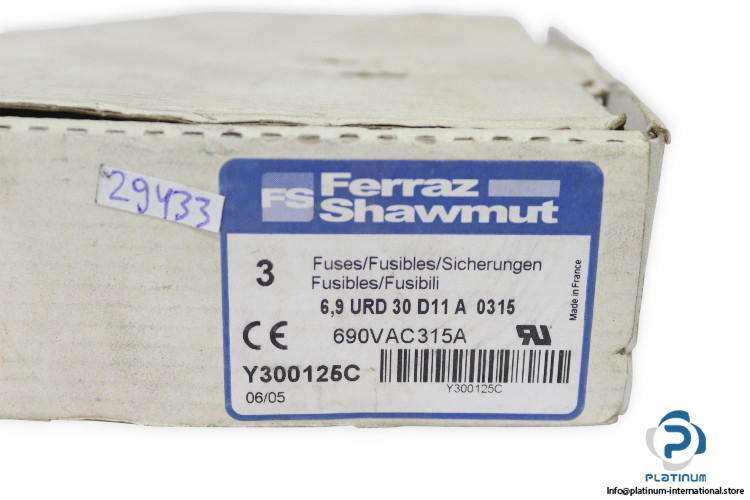 29433
FS Ferraz
Shawmut
3
Fuses/Fusibles/Sicherungen
Fusibles/Fusibili
6,9 URD 30 D11 A 0315
690VAC315A
CE
Y300125C
Y300125C
06/05
Made in France
PLATINUM
Info@platinum-international.store